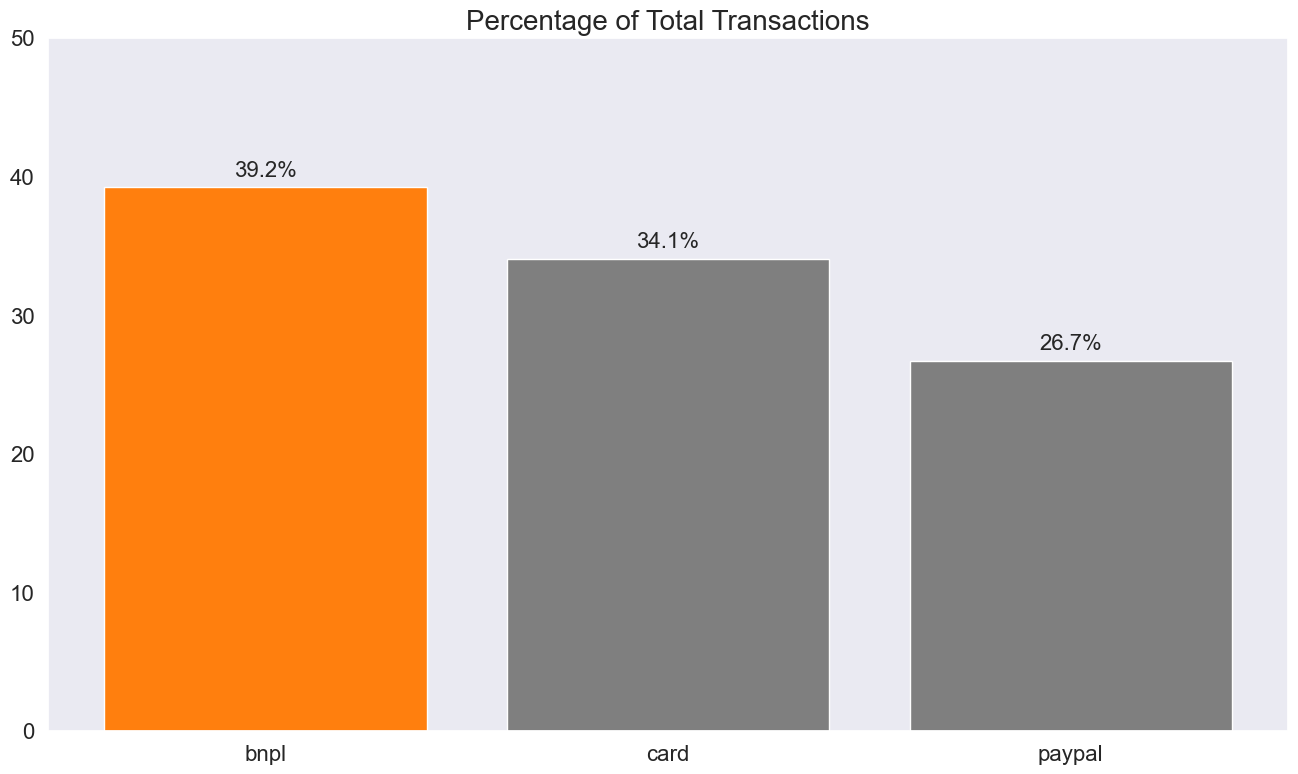 Percentage of Total Transactions
50
40
30
20
10
0
39.2%
34.1%
26.7%
bnpl
card
paypal